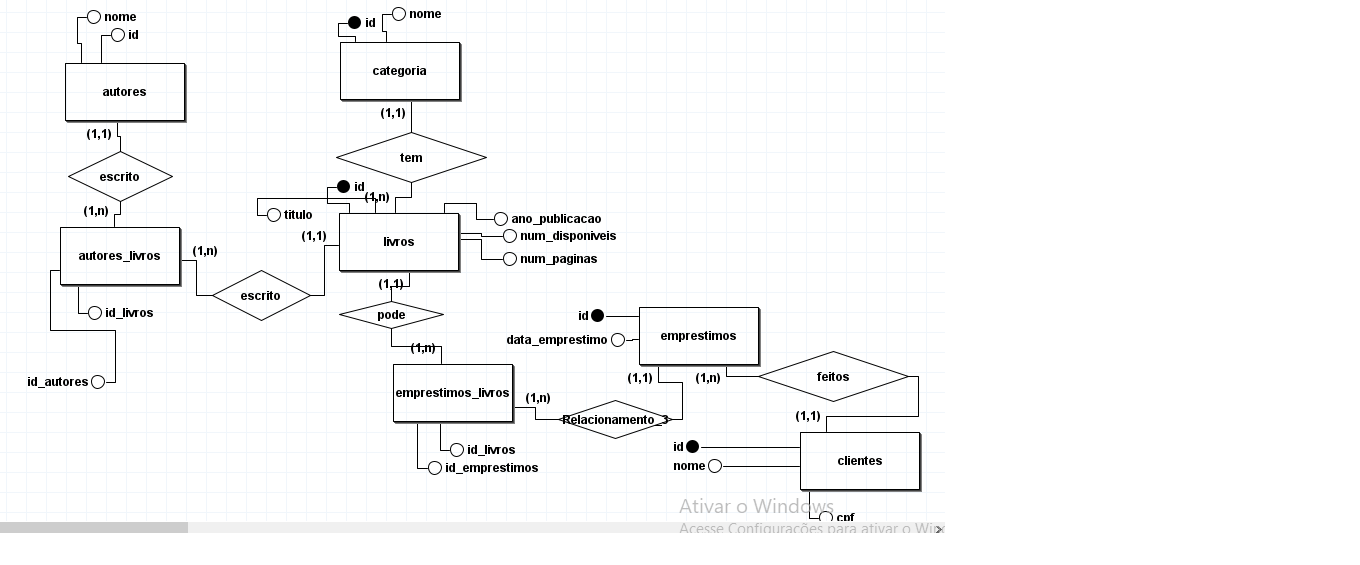 nome
id
autores
(1,1)
escrito
(1,n)
autores_livros
(1,n)
id_livros
id_autores
escrito
id
nome
categoria
(1,1)
tem
id
(1,n)
titulo
(1,1)
livros
ano_publicacao
num_disponiveis
num_paginas
(1,1)
pode
(1,n)
emprestimos_livros
(1,n)
id_livros
id_emprestimos
Relacionamento_3
id
data_emprestimo
emprestimos
(1,1)
(1,n)
feitos
(1,1)
id
nome
clientes
cpf
Ativar o Windows
Acesse Configurações para ativar o Win